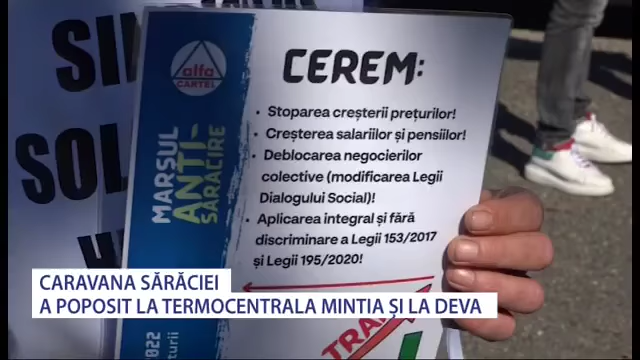 SI
SOL
alfa
CARTEL
MARȘUL
ANTI-
SĂRĂCIRE
CEREM:
• Stoparea creșterii prețurilor!
• Creșterea salariilor și pensiilor!
• Deblocarea negocierilor
colective (modificarea Legii
Dialogului Social)!
• Aplicarea integral și fără
discriminare a Legii 153/2017
și Legii 195/2020!
CARAVANA SĂRĂCIEI
A POPOSIT LA TERMOCENTRALA MINTIA ȘI LA DEVA